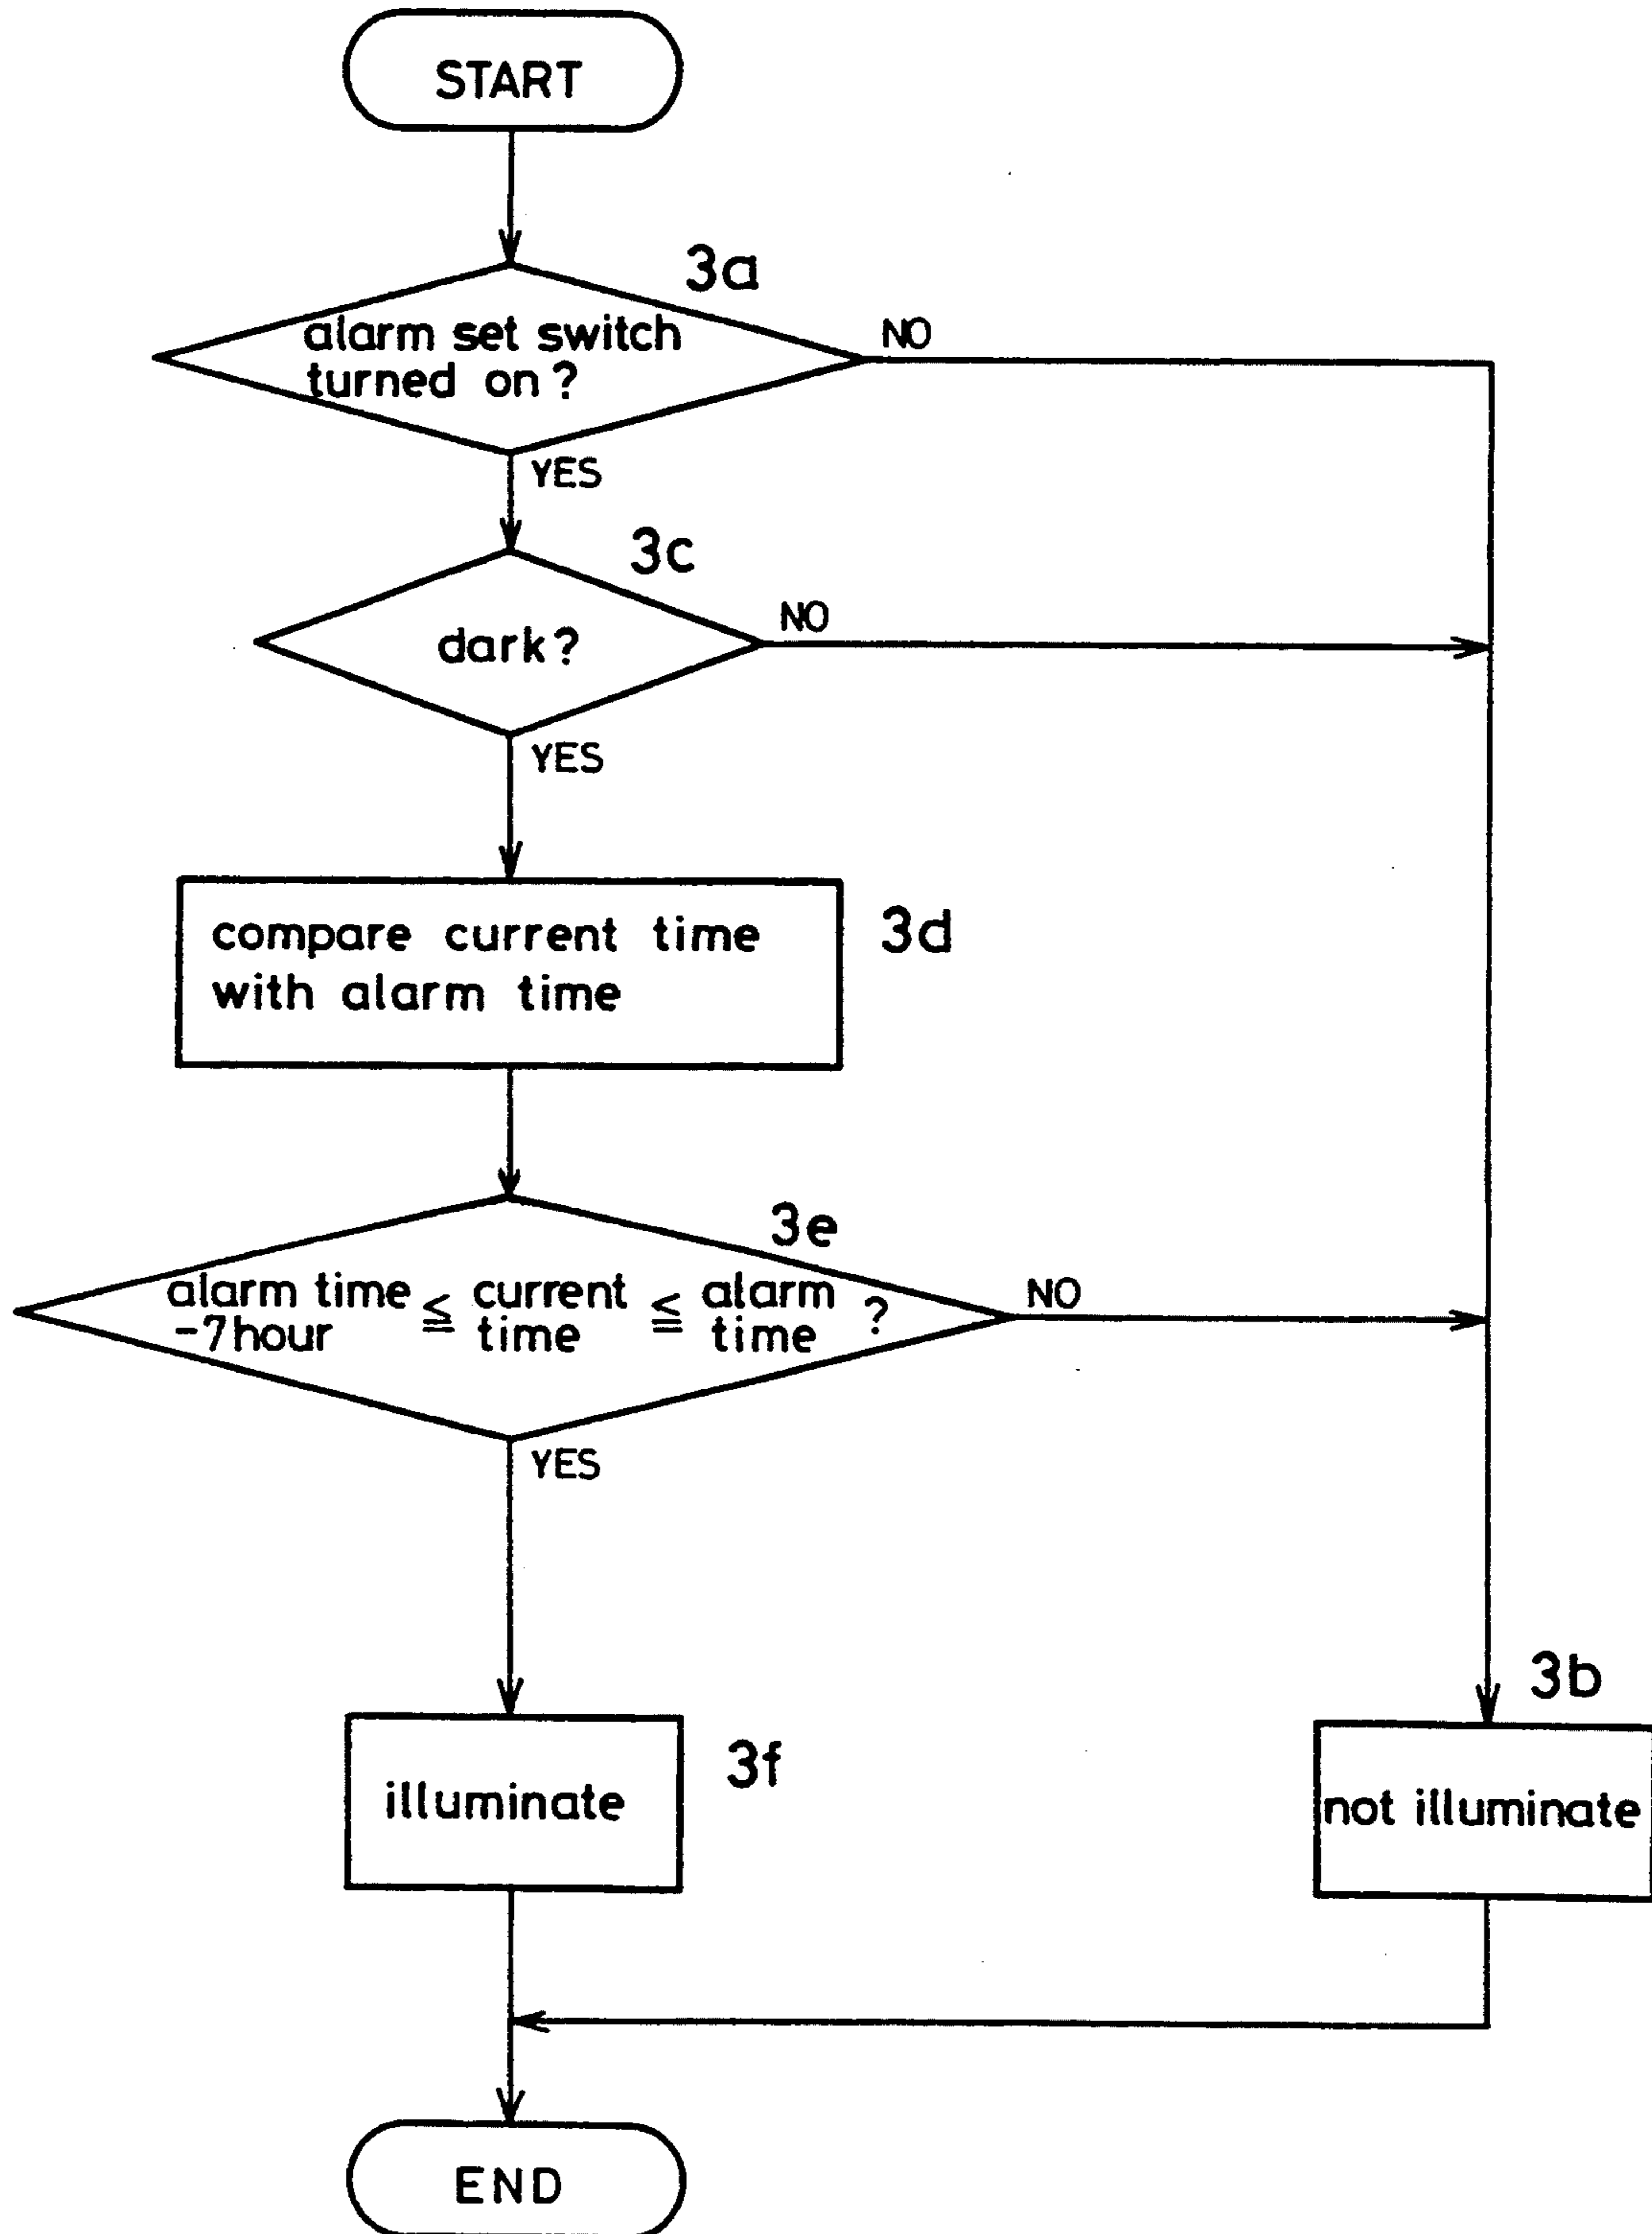 START
3a
alarm set switch
turned on?
NO
YES
3c
dark?
NO
YES
compare current time
with alarm time
3d
3e
alarm time ≦ current ≦ alarm ?
-7hour time time
NO
YES
illuminate
3f
3b
not illuminate
END